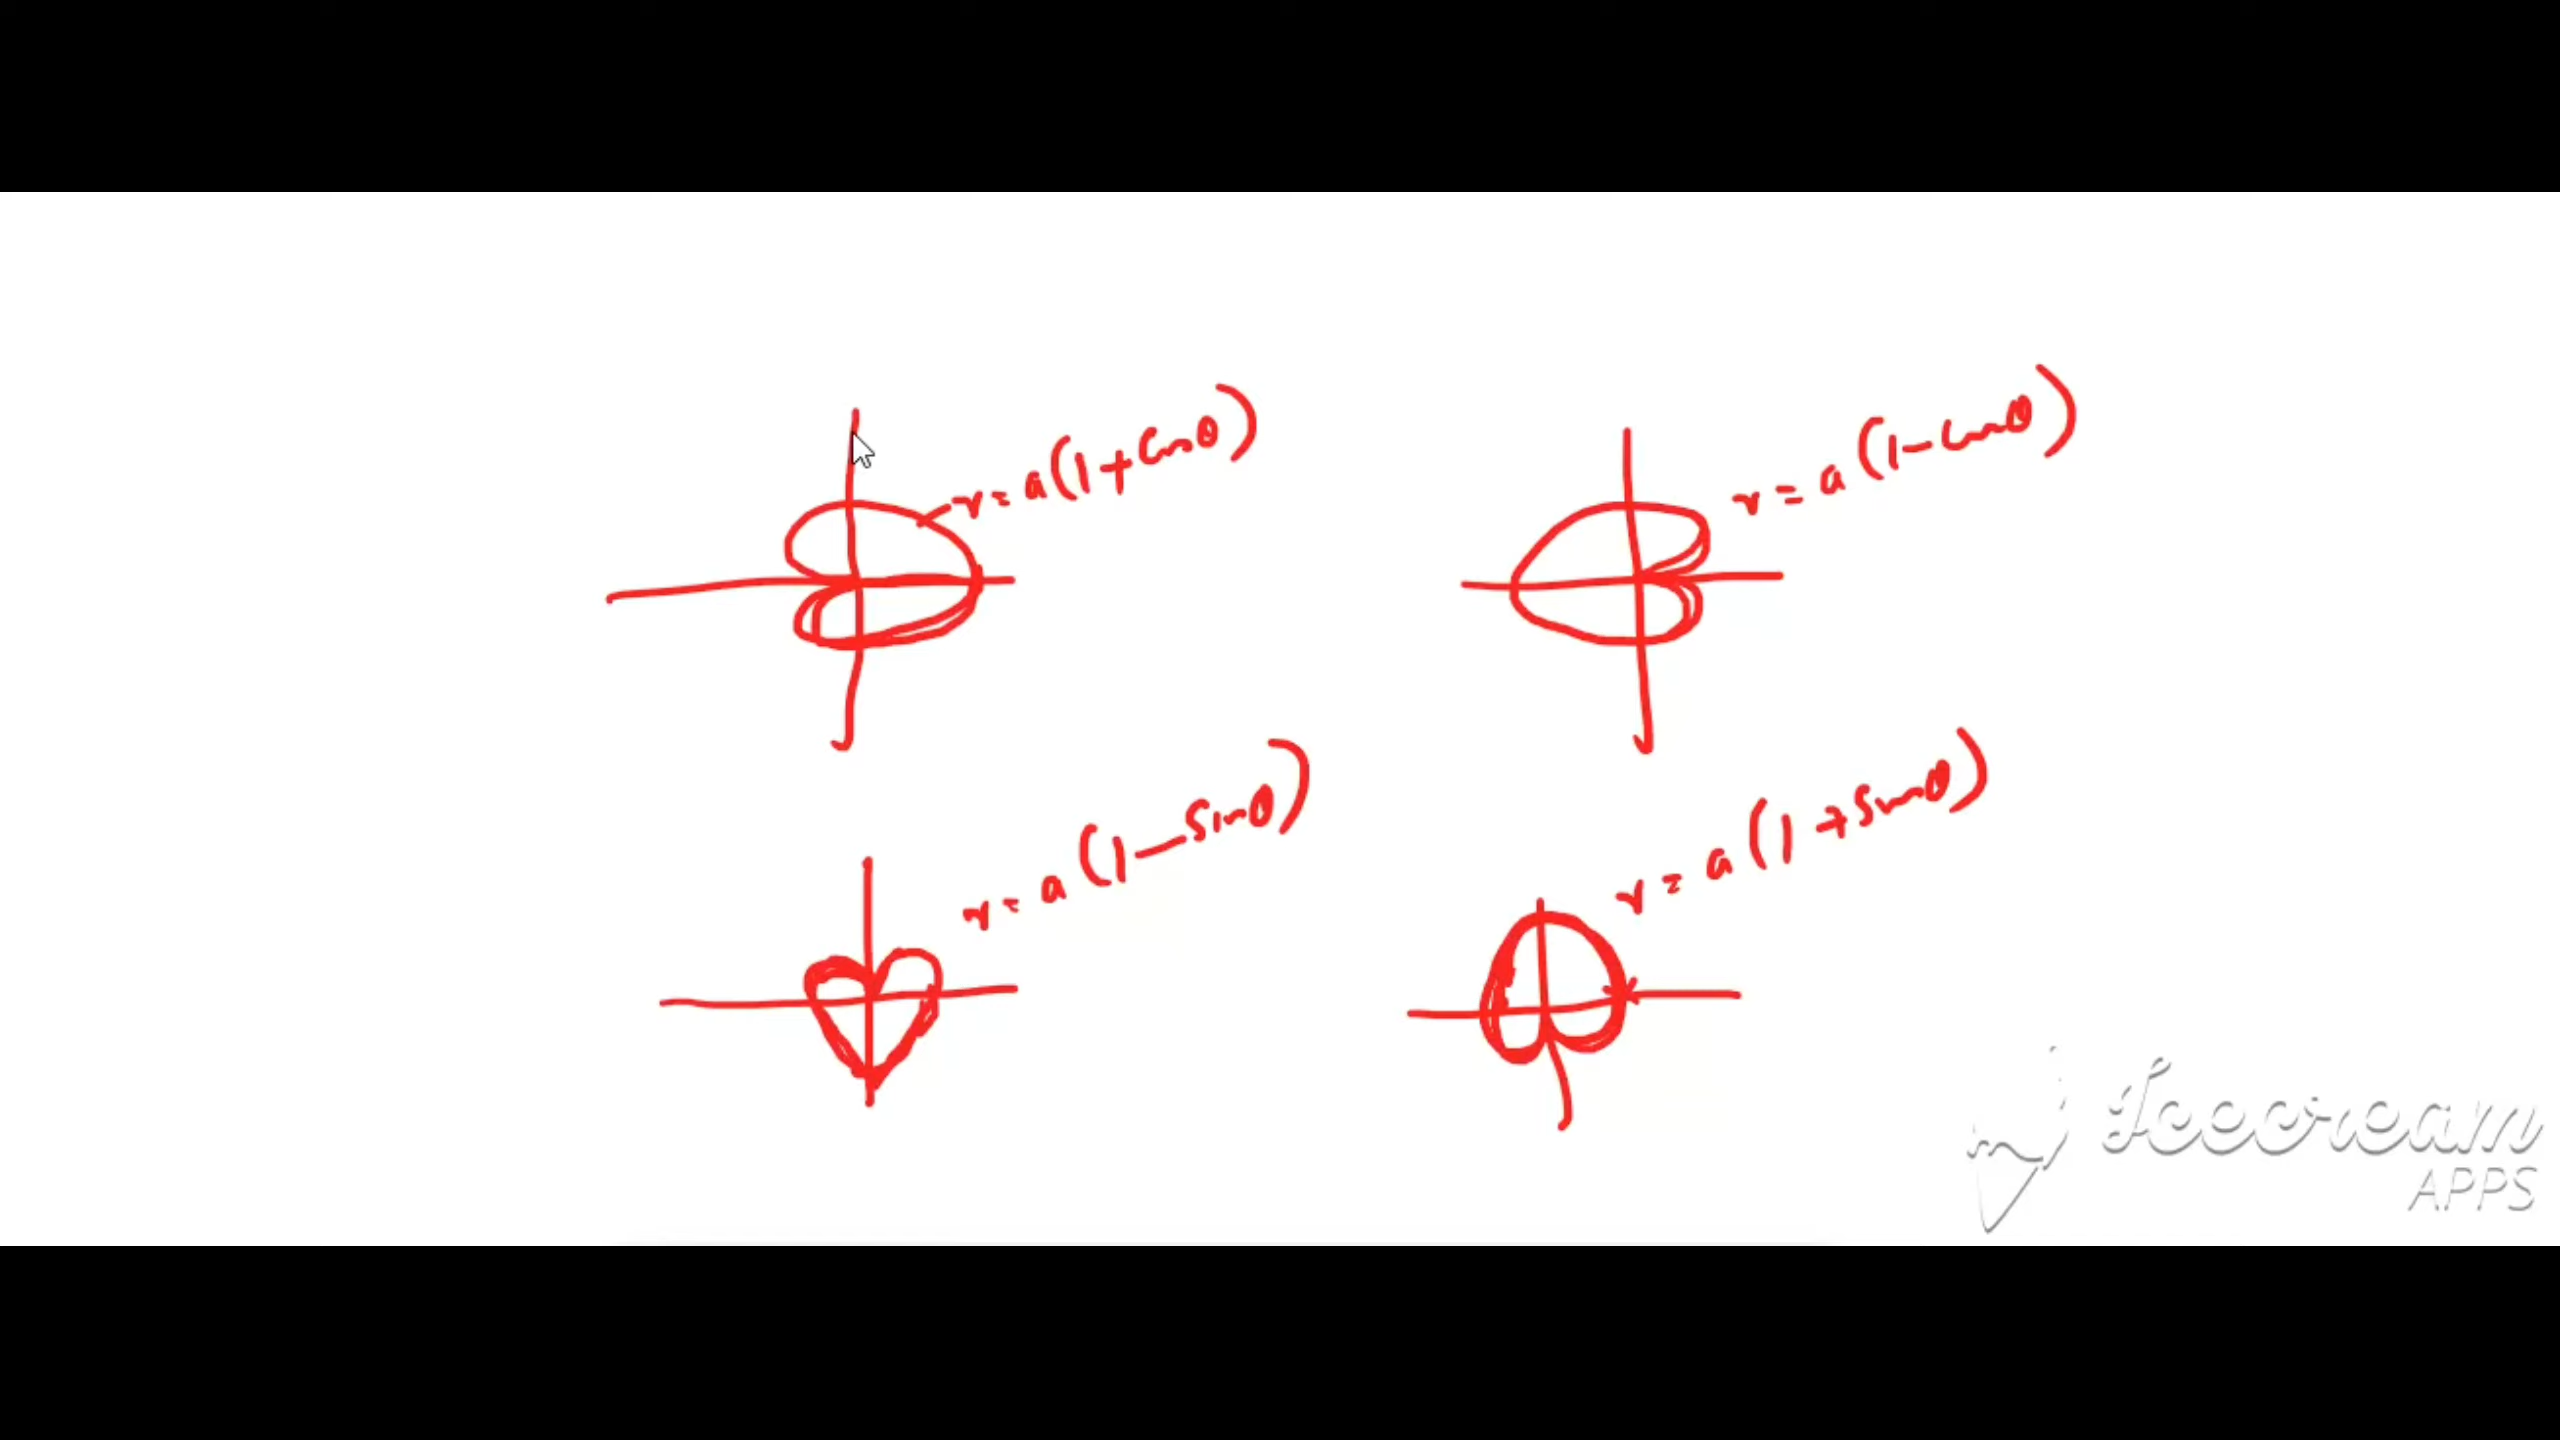 r = a(1+cosθ)
r = a(1-cosθ)
r = a(1-sinθ)
r = a(1+sinθ)
Icecream
APPS